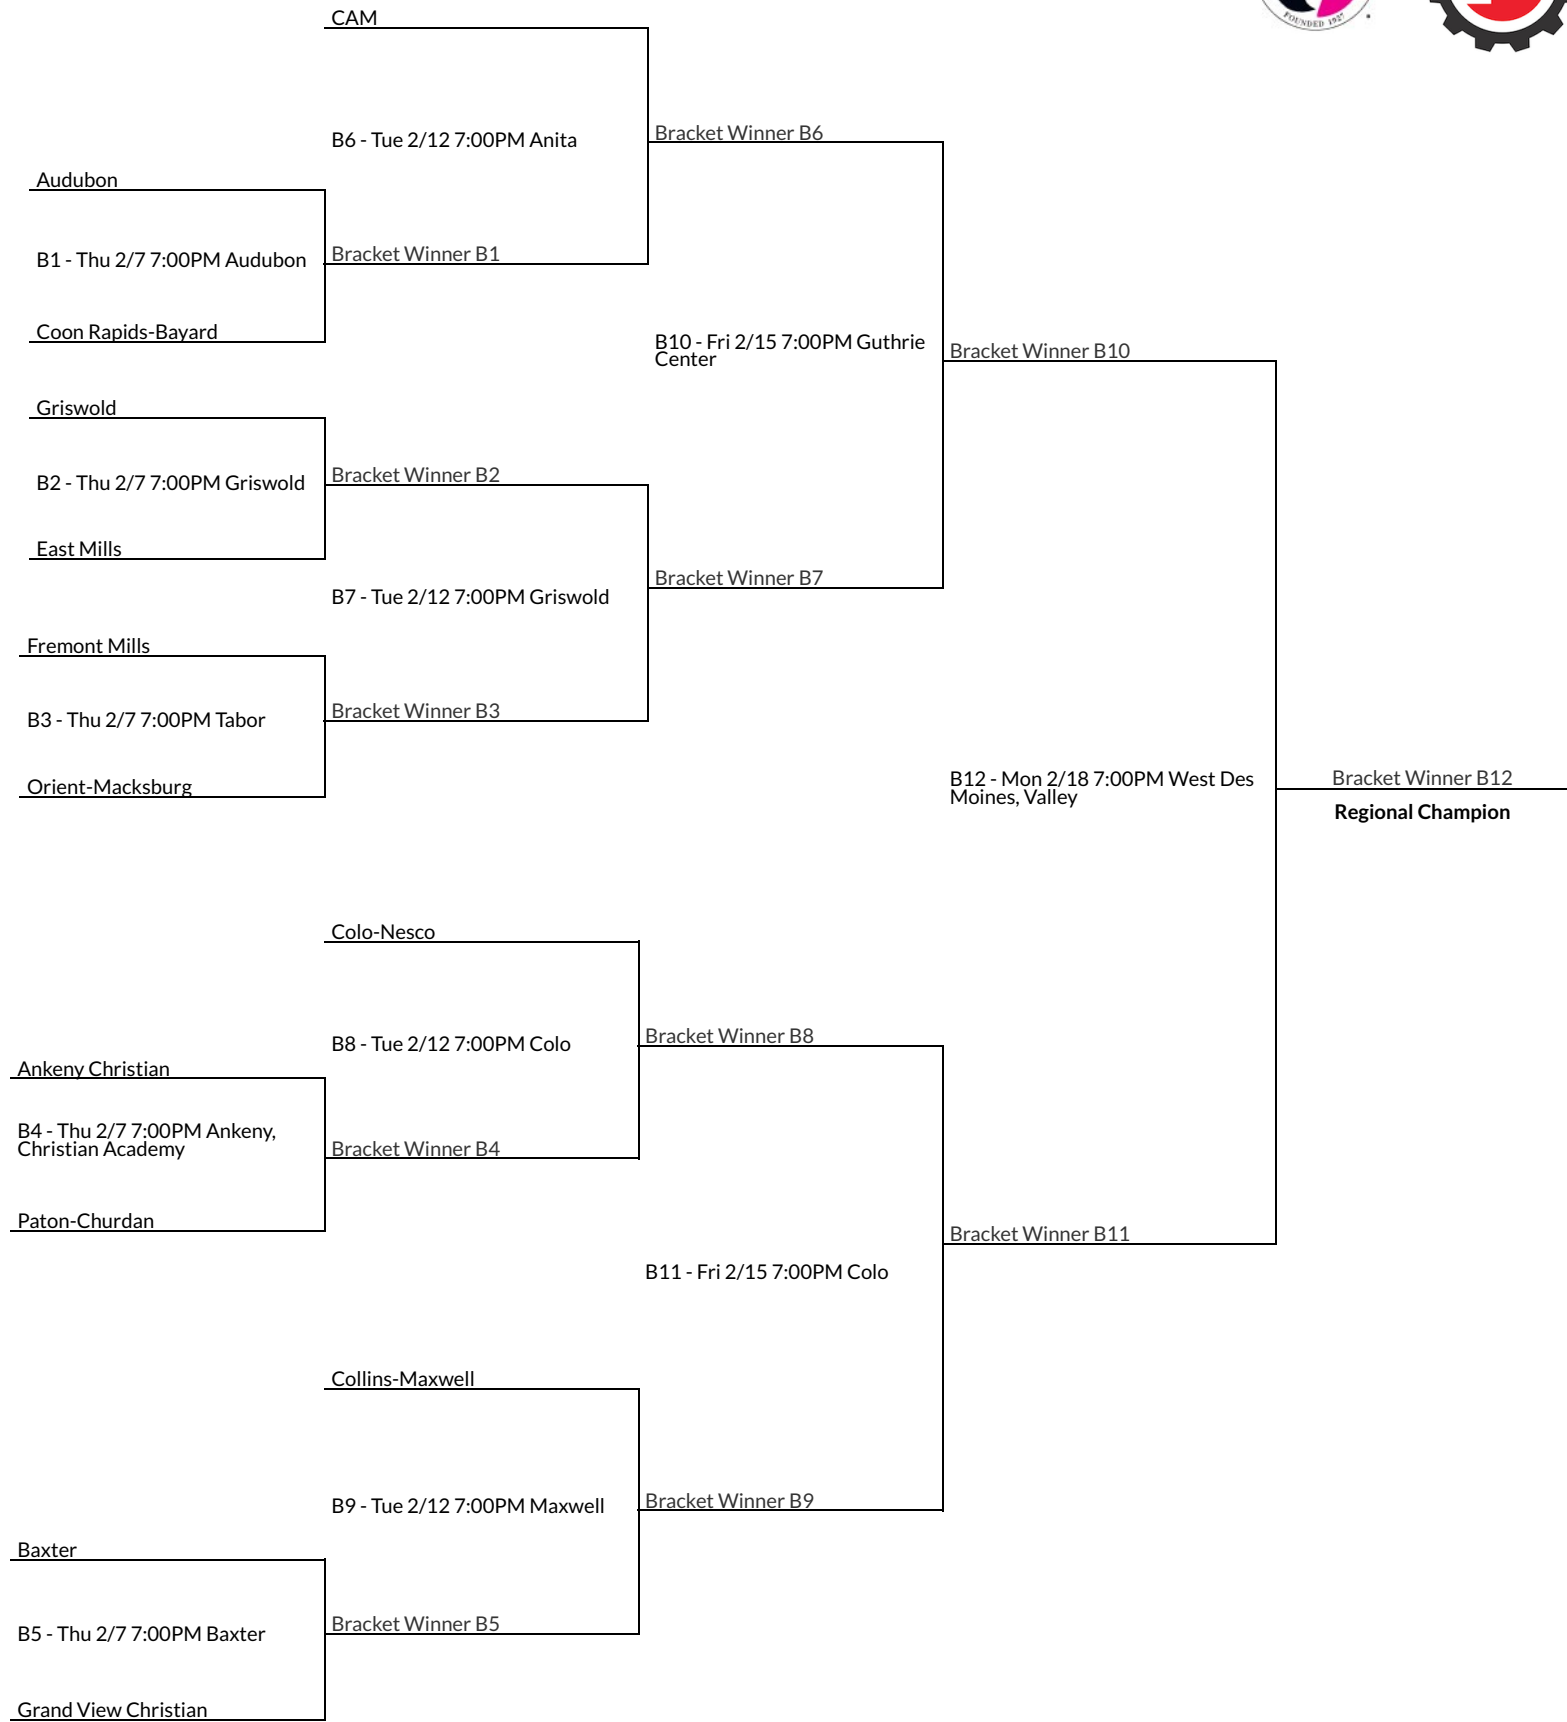 FOUNDED 1927
CAM
B6 - Tue 2/12 7:00PM Anita
Bracket Winner B6
Audubon
B1 - Thu 2/7 7:00PM Audubon
Bracket Winner B1
Coon Rapids-Bayard
B10 - Fri 2/15 7:00PM Guthrie
Center
Bracket Winner B10
Griswold
B2 - Thu 2/7 7:00PM Griswold
Bracket Winner B2
East Mills
B7 - Tue 2/12 7:00PM Griswold
Bracket Winner B7
Fremont Mills
B3 - Thu 2/7 7:00PM Tabor
Bracket Winner B3
Orient-Macksburg
B12 - Mon 2/18 7:00PM West Des
Moines, Valley
Bracket Winner B12
Regional Champion
Colo-Nesco
B8 - Tue 2/12 7:00PM Colo
Bracket Winner B8
Ankeny Christian
B4 - Thu 2/7 7:00PM Ankeny,
Christian Academy
Bracket Winner B4
Paton-Churdan
B11 - Fri 2/15 7:00PM Colo
Bracket Winner B11
Collins-Maxwell
B9 - Tue 2/12 7:00PM Maxwell
Bracket Winner B9
Baxter
B5 - Thu 2/7 7:00PM Baxter
Bracket Winner B5
Grand View Christian